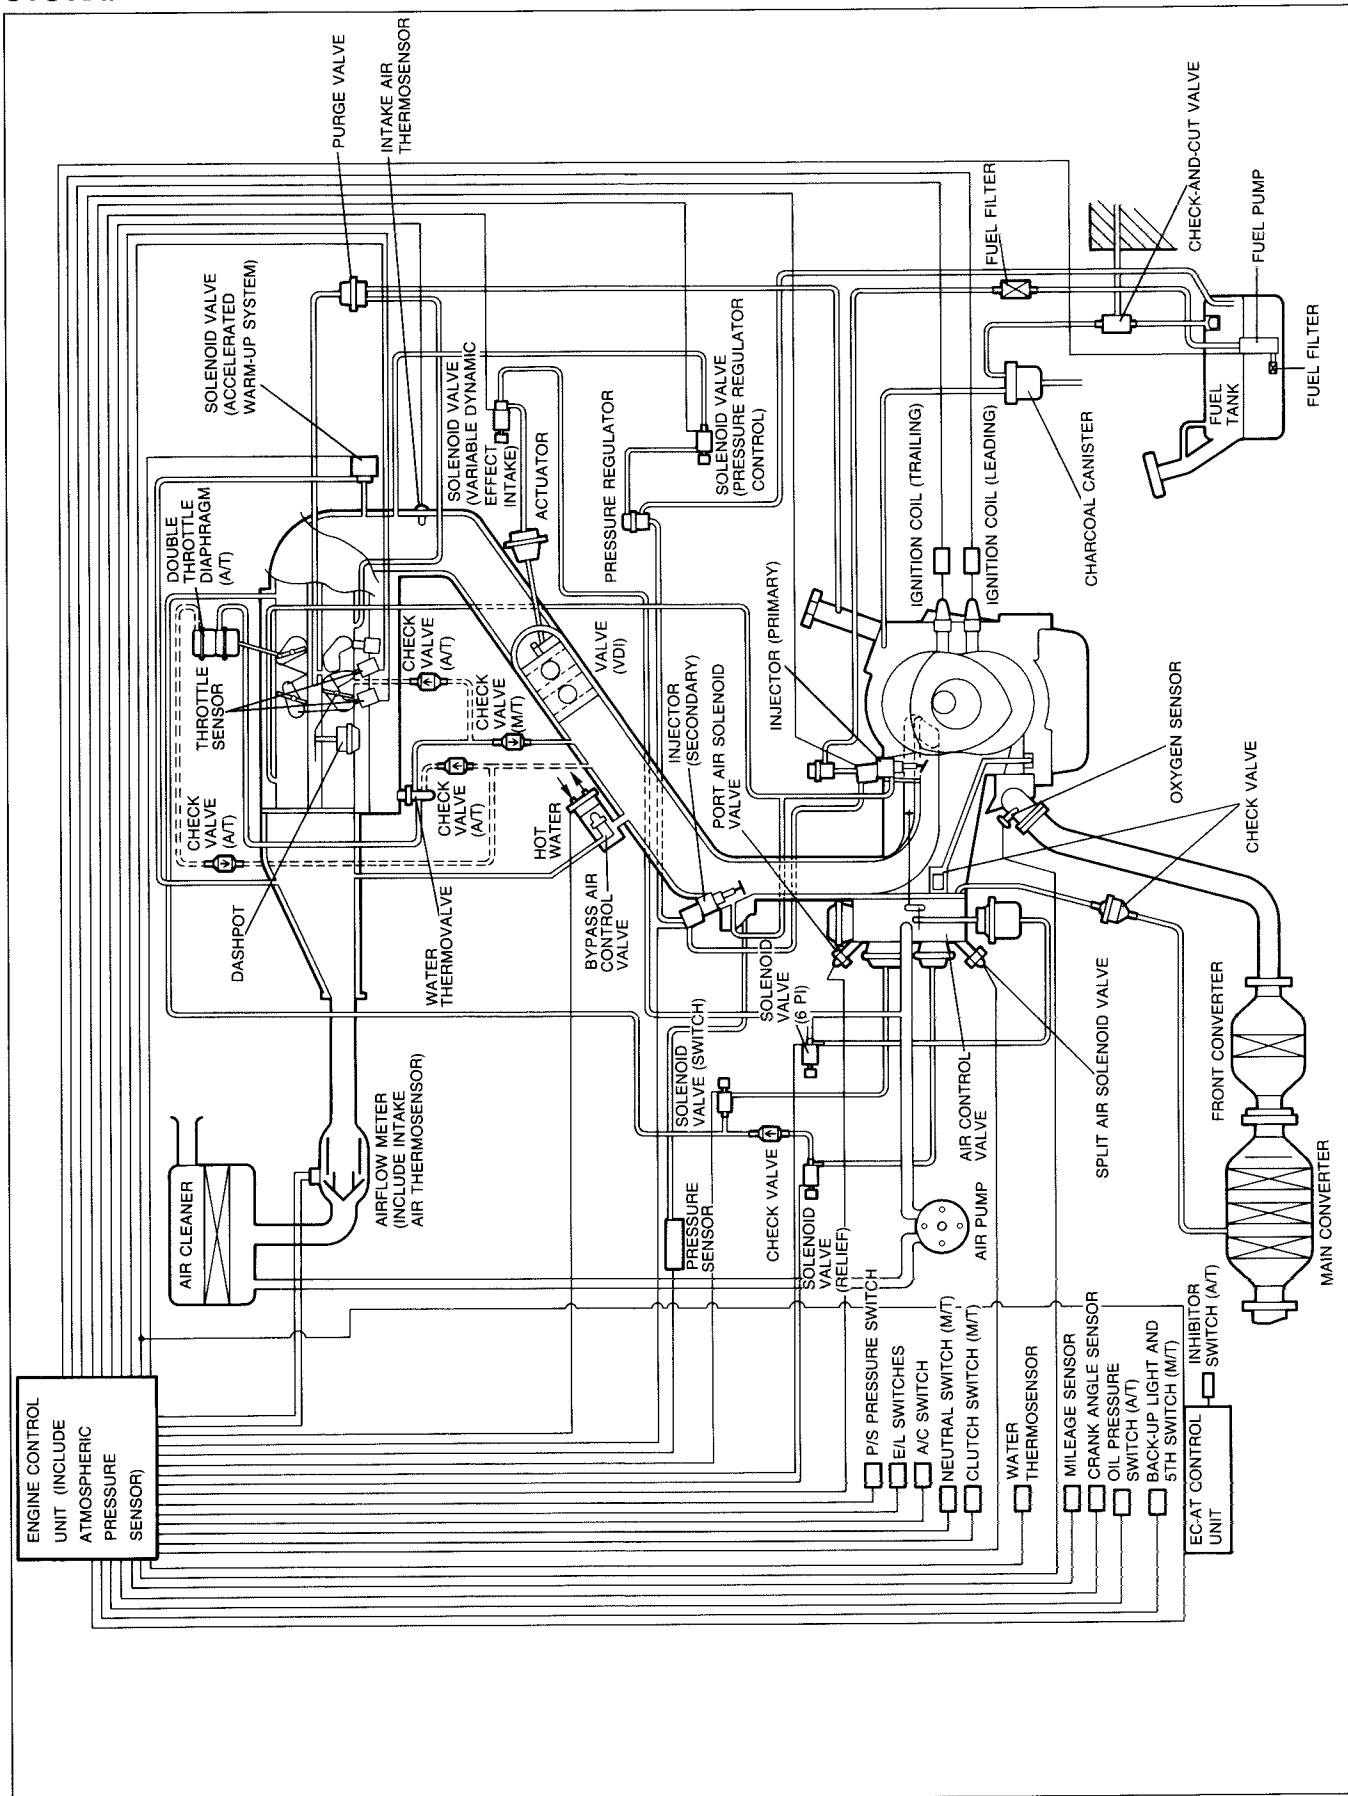 ENGINE CONTROL
UNIT (INCLUDE
ATMOSPHERIC
PRESSURE
SENSOR)
AIR CLEANER
AIRFLOW METER
(INCLUDE INTAKE
AIR THERMOSENSOR)
DASHPOT
CHECK
VALVE
(A/T)
THROTTLE
SENSOR
DOUBLE
THROTTLE
DIAPHRAGM
(A/T)
SOLENOID VALVE
(ACCELERATED
WARM-UP SYSTEM)
PURGE VALVE
INTAKE AIR
THERMOSENSOR
WATER
THERMOVALVE
CHECK
VALVE
(A/T)
CHECK
VALVE
(A/T)
CHECK
VALVE
(M/T)
HOT
WATER
BYPASS AIR
CONTROL
VALVE
SOLENOID VALVE
(VARIABLE DYNAMIC
EFFECT
INTAKE)
ACTUATOR
VALVE
(VDI)
PRESSURE REGULATOR
SOLENOID VALVE
(PRESSURE REGULATOR
CONTROL)
INJECTOR
(SECONDARY)
PORT AIR SOLENOID
VALVE
INJECTOR (PRIMARY)
SOLENOID
VALVE (SWITCH)
SOLENOID
VALVE
(6 PI)
PRESSURE
SENSOR
CHECK VALVE
SOLENOID
VALVE
(RELIEF)
AIR PUMP
AIR CONTROL
VALVE
SPLIT AIR SOLENOID VALVE
IGNITION COIL (TRAILING)
IGNITION COIL (LEADING)
FUEL FILTER
CHECK-AND-CUT VALVE
FUEL PUMP
FUEL
TANK
FUEL FILTER
CHARCOAL CANISTER
OXYGEN SENSOR
CHECK VALVE
FRONT CONVERTER
MAIN CONVERTER
P/S PRESSURE SWITCH
E/L SWITCHES
A/C SWITCH
NEUTRAL SWITCH (M/T)
CLUTCH SWITCH (M/T)
WATER
THERMOSENSOR
MILEAGE SENSOR
CRANK ANGLE SENSOR
OIL PRESSURE
SWITCH (A/T)
BACK-UP LIGHT AND
5TH SWITCH (M/T)
EC-AT CONTROL
UNIT
INHIBITOR
SWITCH (A/T)